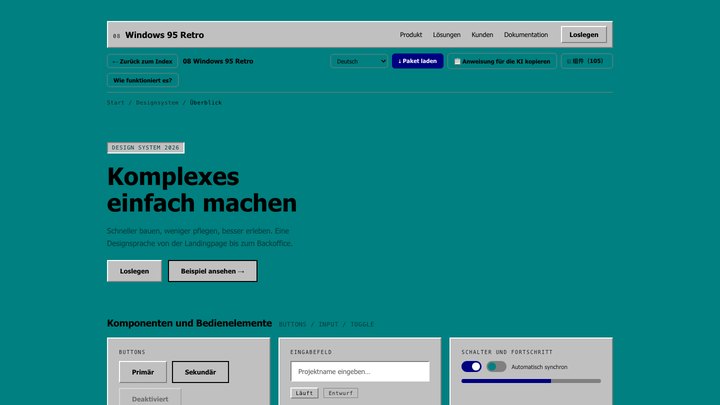 08 Windows 95 Retro
Produkt Lösungen Kunden Dokumentation Loslegen
← Zurück zum Index 08 Windows 95 Retro Deutsch ↓ Paket laden 📋 Anweisung für die KI kopieren 组件 (105)
Wie funktioniert es?
Start / Designsystem / Überblick
DESIGN SYSTEM 2026
Komplexes
einfach machen
Schneller bauen, weniger pflegen, besser erleben. Eine
Designsprache von der Landingpage bis zum Backoffice.
Loslegen Beispiel ansehen →
Komponenten und Bedienelemente BUTTONS / INPUT / TOGGLE
BUTTONS
Primär Sekundär
Deaktiviert
EINGABEFELD
Projektname eingeben...
Läuft Entwurf
SCHALTER UND FORTSCHRITT
Automatisch synchron